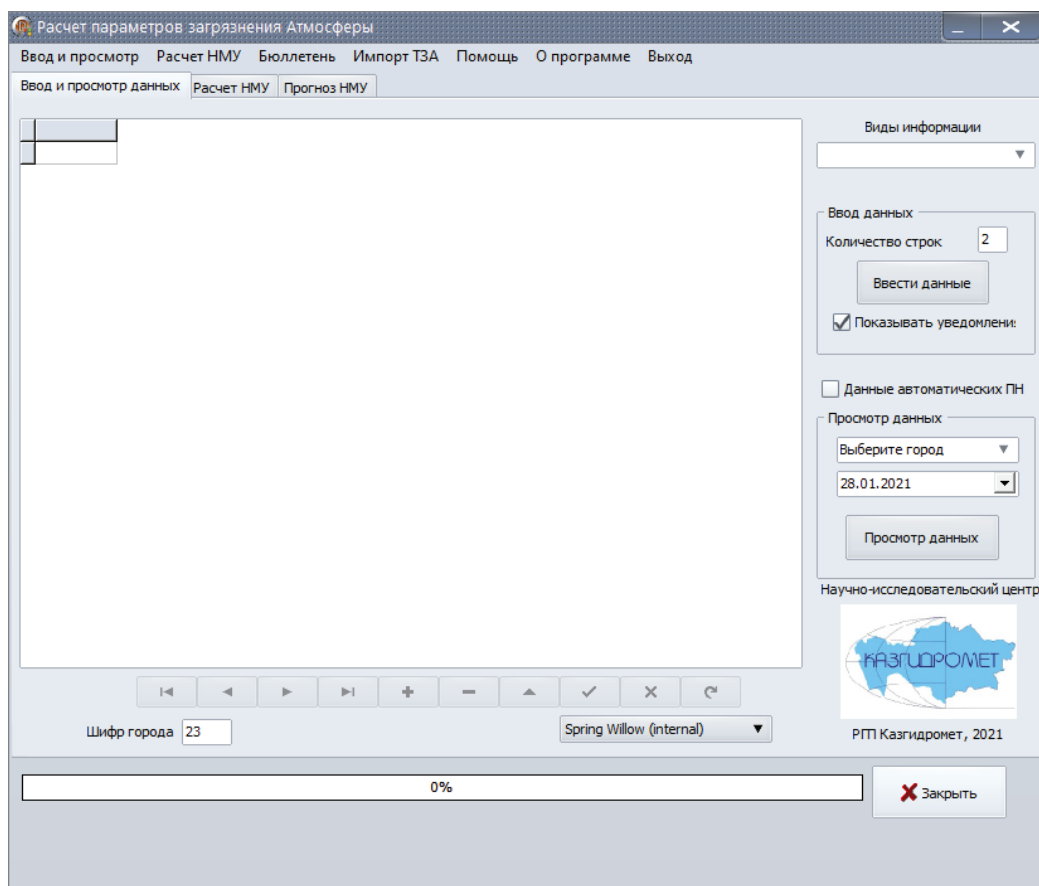 Расчет параметров загрязнения Атмосферы
Ввод и просмотр Расчет НМУ Бюллетень Импорт ТЗА Помощь О программе Выход
Ввод и просмотр данных Расчет НМУ Прогноз НМУ
Виды информации
Ввод данных
Количество строк 2
Ввести данные
Показывать уведомлени
Данные автоматических ПН
Просмотр данных
Выберите город
28.01.2021
Просмотр данных
Научно-исследовательский центр
КАЗГИДРОМЕТ
РГП Казгидромет, 2021
Шифр города 23
Spring Willow (internal)
0%
Закрыть